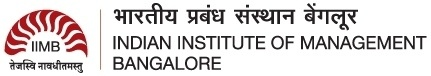 IIMB
तेजस्वि नावधीतमस्तु
भारतीय प्रबंध संस्थान बेंगलूर
INDIAN INSTITUTE OF MANAGEMENT
BANGALORE